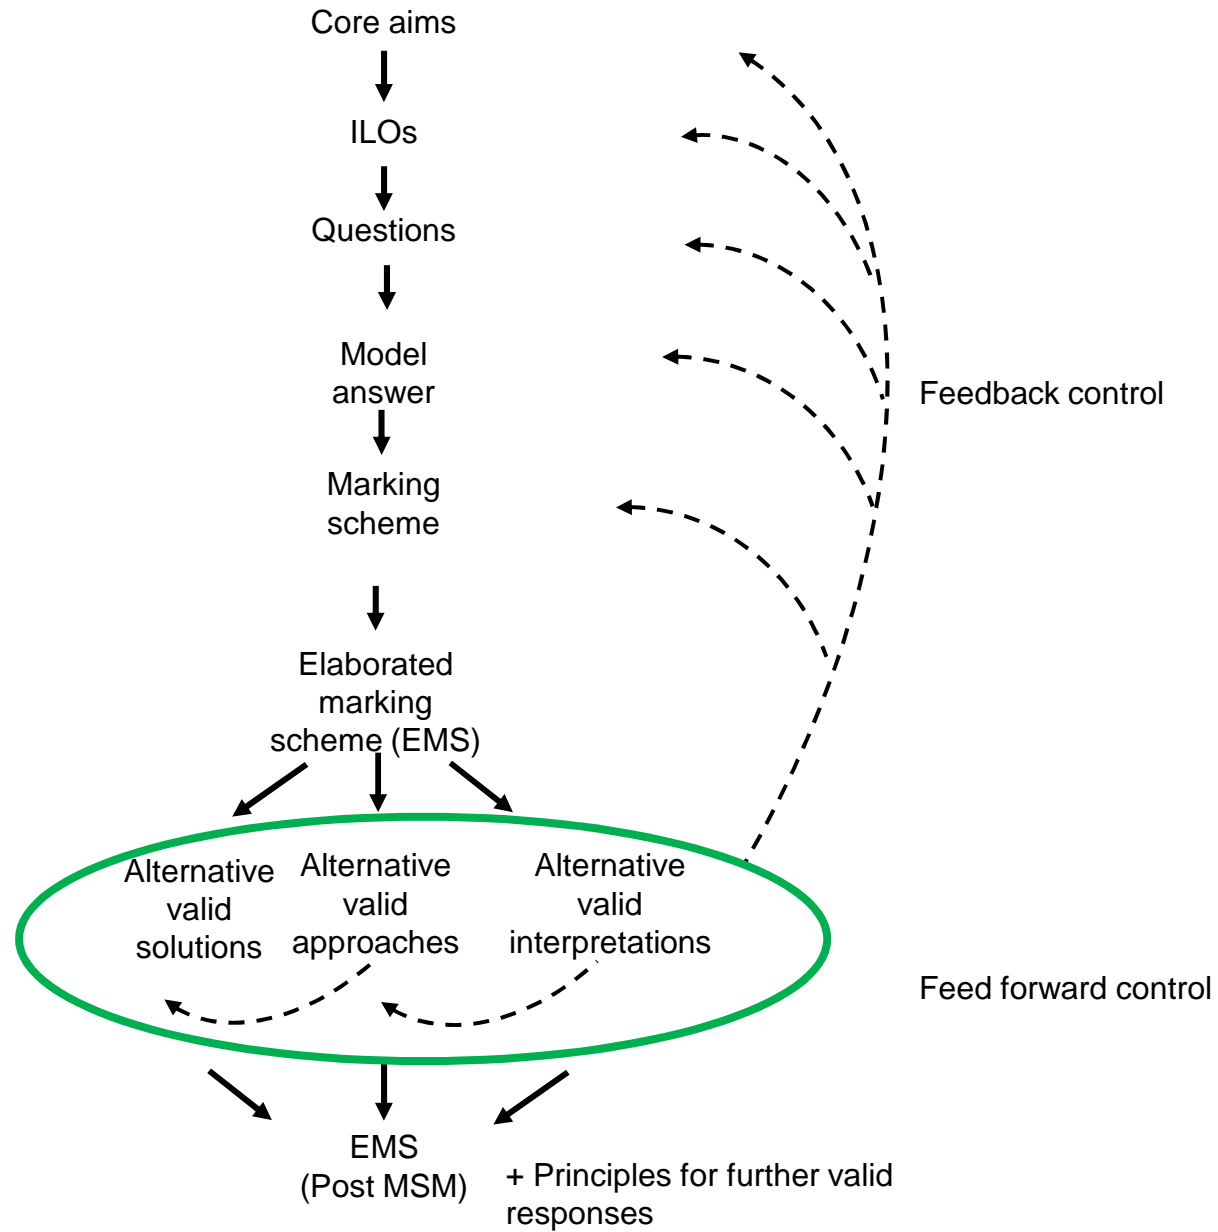 Core aims
ILOs
Questions
Model
answer
Feedback control
Marking
scheme
Elaborated
marking
scheme (EMS)
Alternative
valid
solutions
Alternative
valid
approaches
Alternative
valid
interpretations
Feed forward control
EMS
(Post MSM)
+ Principles for further valid
responses